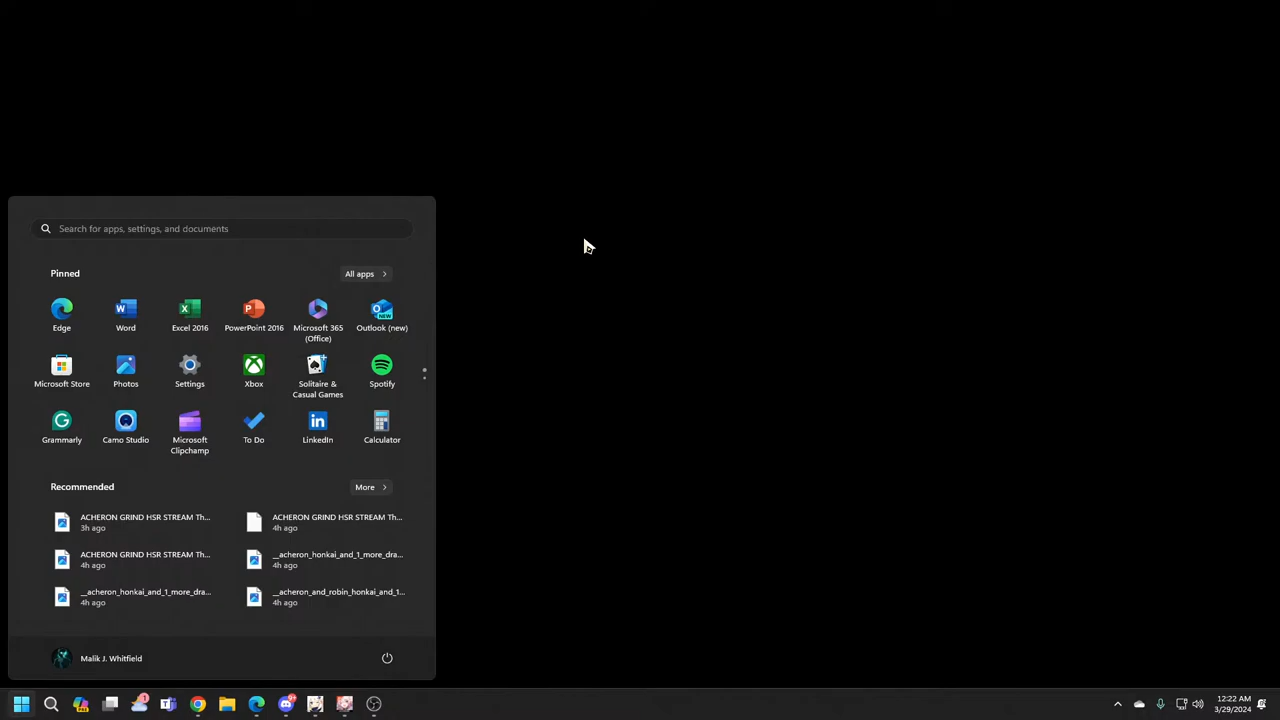 Search for apps, settings, and documents
Pinned
All apps
Edge
Word
Excel 2016
PowerPoint 2016
Microsoft 365
(Office)
Outlook (new)
Microsoft Store
Photos
Settings
Xbox
Solitaire &
Casual Games
Spotify
Grammarly
Camo Studio
Microsoft
Clipchamp
To Do
LinkedIn
Calculator
Recommended
More
ACHERON GRIND HSR STREAM Th...
3h ago
ACHERON GRIND HSR STREAM Th...
4h ago
ACHERON GRIND HSR STREAM Th...
4h ago
__acheron_honkai_and_1_more_dra...
4h ago
__acheron_honkai_and_1_more_dra...
4h ago
__acheron_and_robin_honkai_and_1...
4h ago
Malik J. Whitfield
12:22 AM
3/29/2024